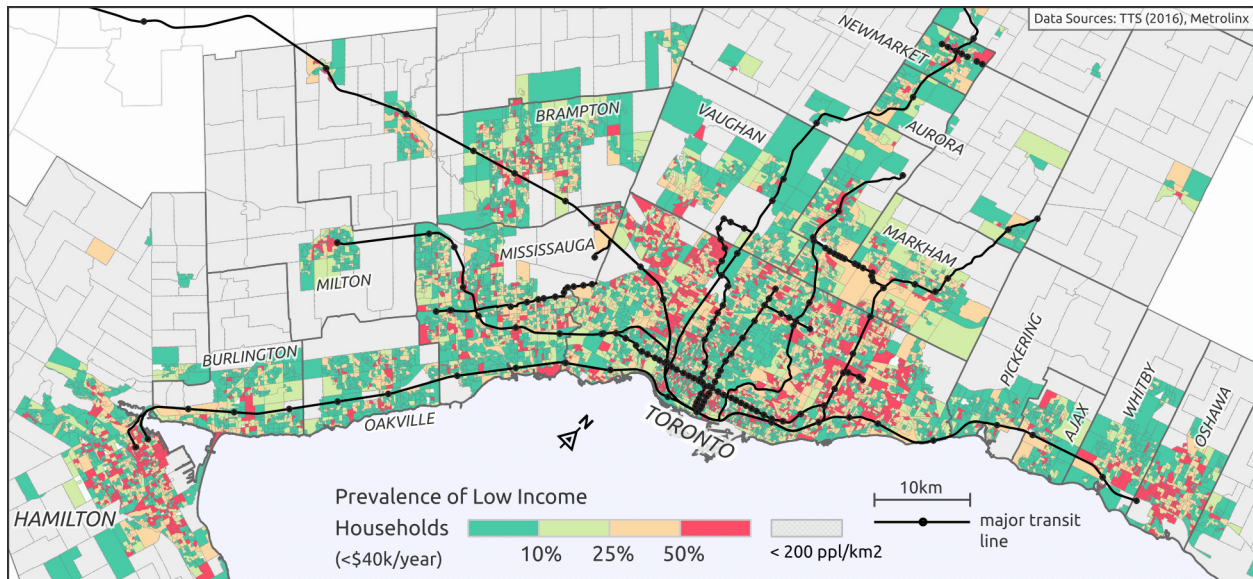 Data Sources: TTS (2016), Metrolinx
NEWMARKET
BRAMPTON
VAUGHAN
AURORA
MISSISSAUGA
MARKHAM
MILTON
PICKERING
BURLINGTON
WHITBY
OSHAWA
AJAX
OAKVILLE
TORONTO
N
HAMILTON
Prevalence of Low Income
Households
(<$40k/year)
10% 25% 50%
< 200 ppl/km2
10km
major transit
line